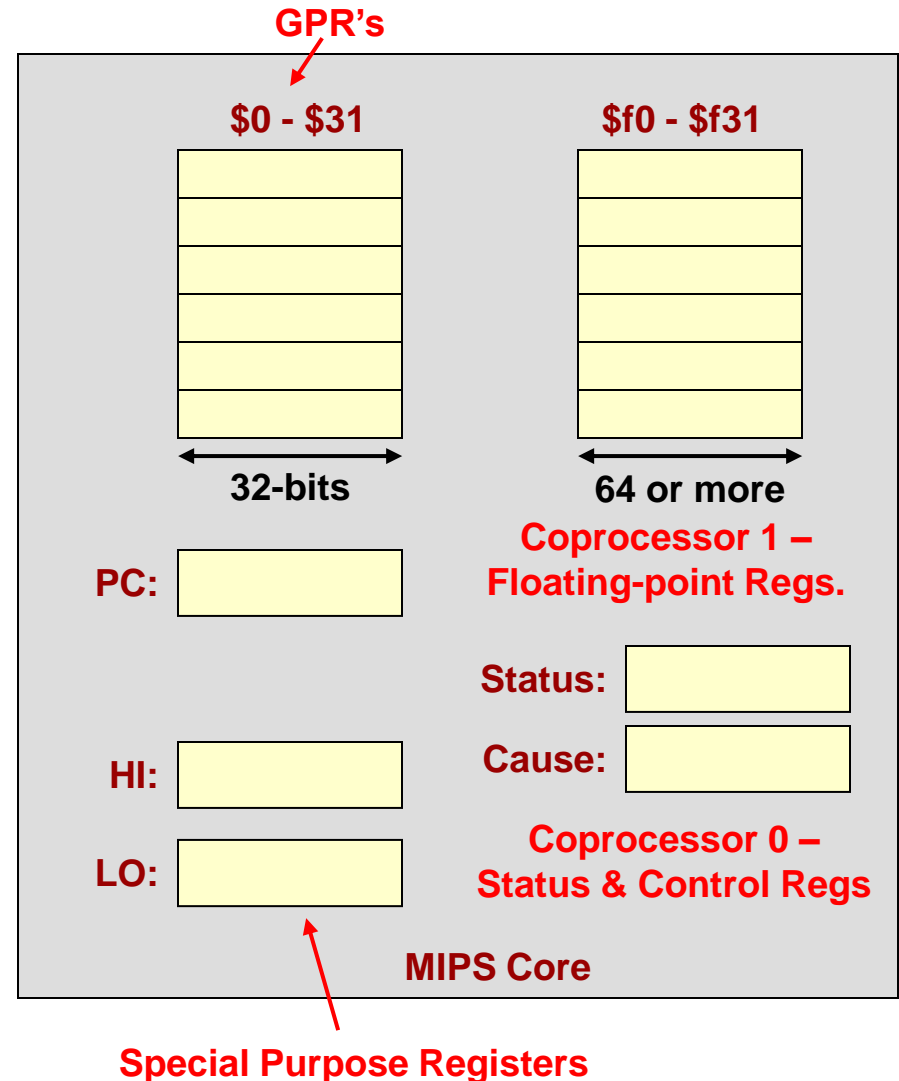 GPR's
$0 - $31
$f0 - $f31
32-bits
64 or more
Coprocessor 1 –
Floating-point Regs.
PC:
Status:
Cause:
HI:
LO:
Coprocessor 0 –
Status & Control Regs
MIPS Core
Special Purpose Registers